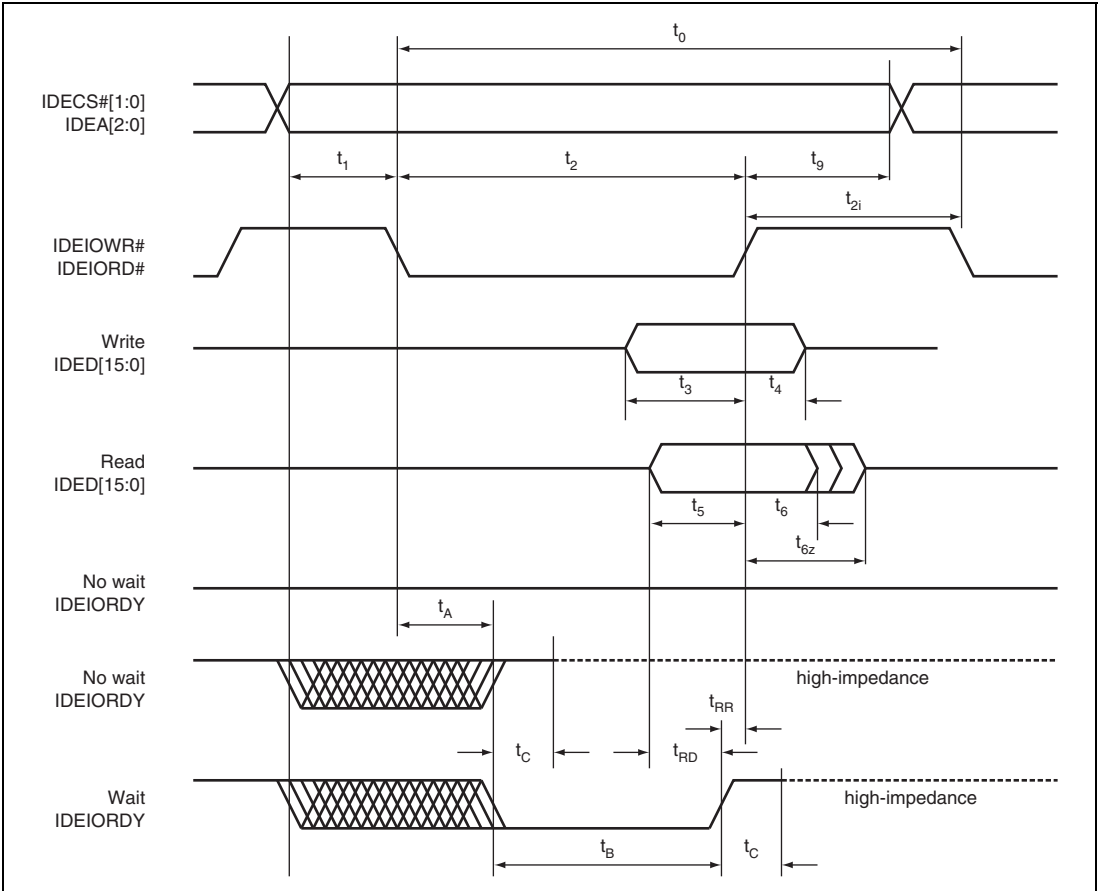 t0
IDECS#[1:0]
IDEA[2:0]
t1
t2
t9
t2i
IDEIOWR#
IDEIORD#
Write
IDED[15:0]
t3
t4
Read
IDED[15:0]
t5
t6
t6z
No wait
IDEIORDY
tA
No wait
IDEIORDY
high-impedance
tRR
tC
tRD
Wait
IDEIORDY
high-impedance
tB
tC